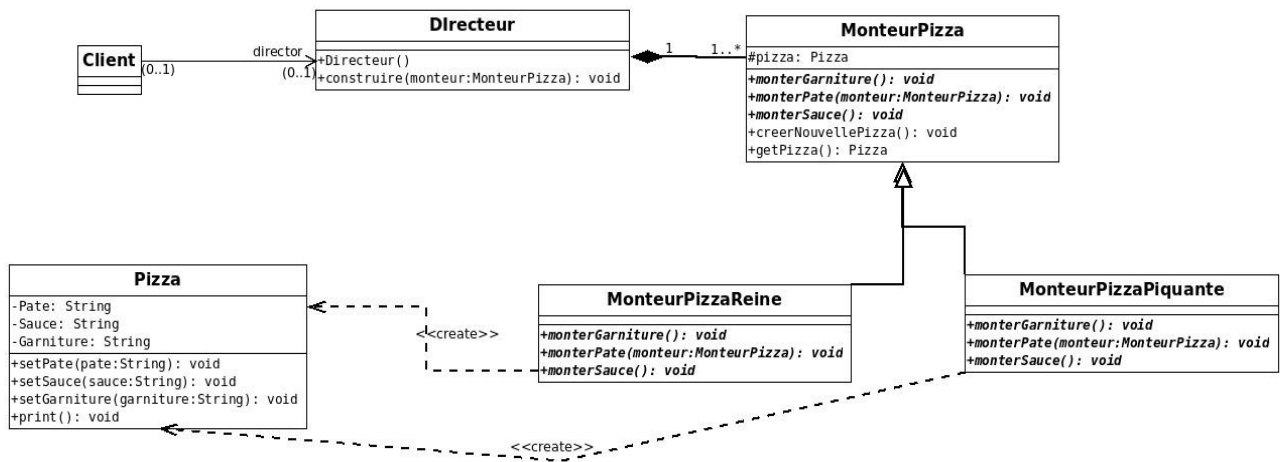 Client
(0..1)
director
(0..1)
DIrecteur
+Directeur()
+construire(monteur:MonteurPizza): void
1
1..*
MonteurPizza
#pizza: Pizza
+monterGarniture(): void
+monterPate(monteur:MonteurPizza): void
+monterSauce(): void
+creerNouvellePizza(): void
+getPizza(): Pizza
Pizza
-Pate: String
-Sauce: String
-Garniture: String
+setPate(pate:String): void
+setSauce(sauce:String): void
+setGarniture(garniture:String): void
+print(): void
<<create>>
MonteurPizzaReine
+monterGarniture(): void
+monterPate(monteur:MonteurPizza): void
+monterSauce(): void
MonteurPizzaPiquante
+monterGarniture(): void
+monterPate(monteur:MonteurPizza): void
+monterSauce(): void
<<create>>